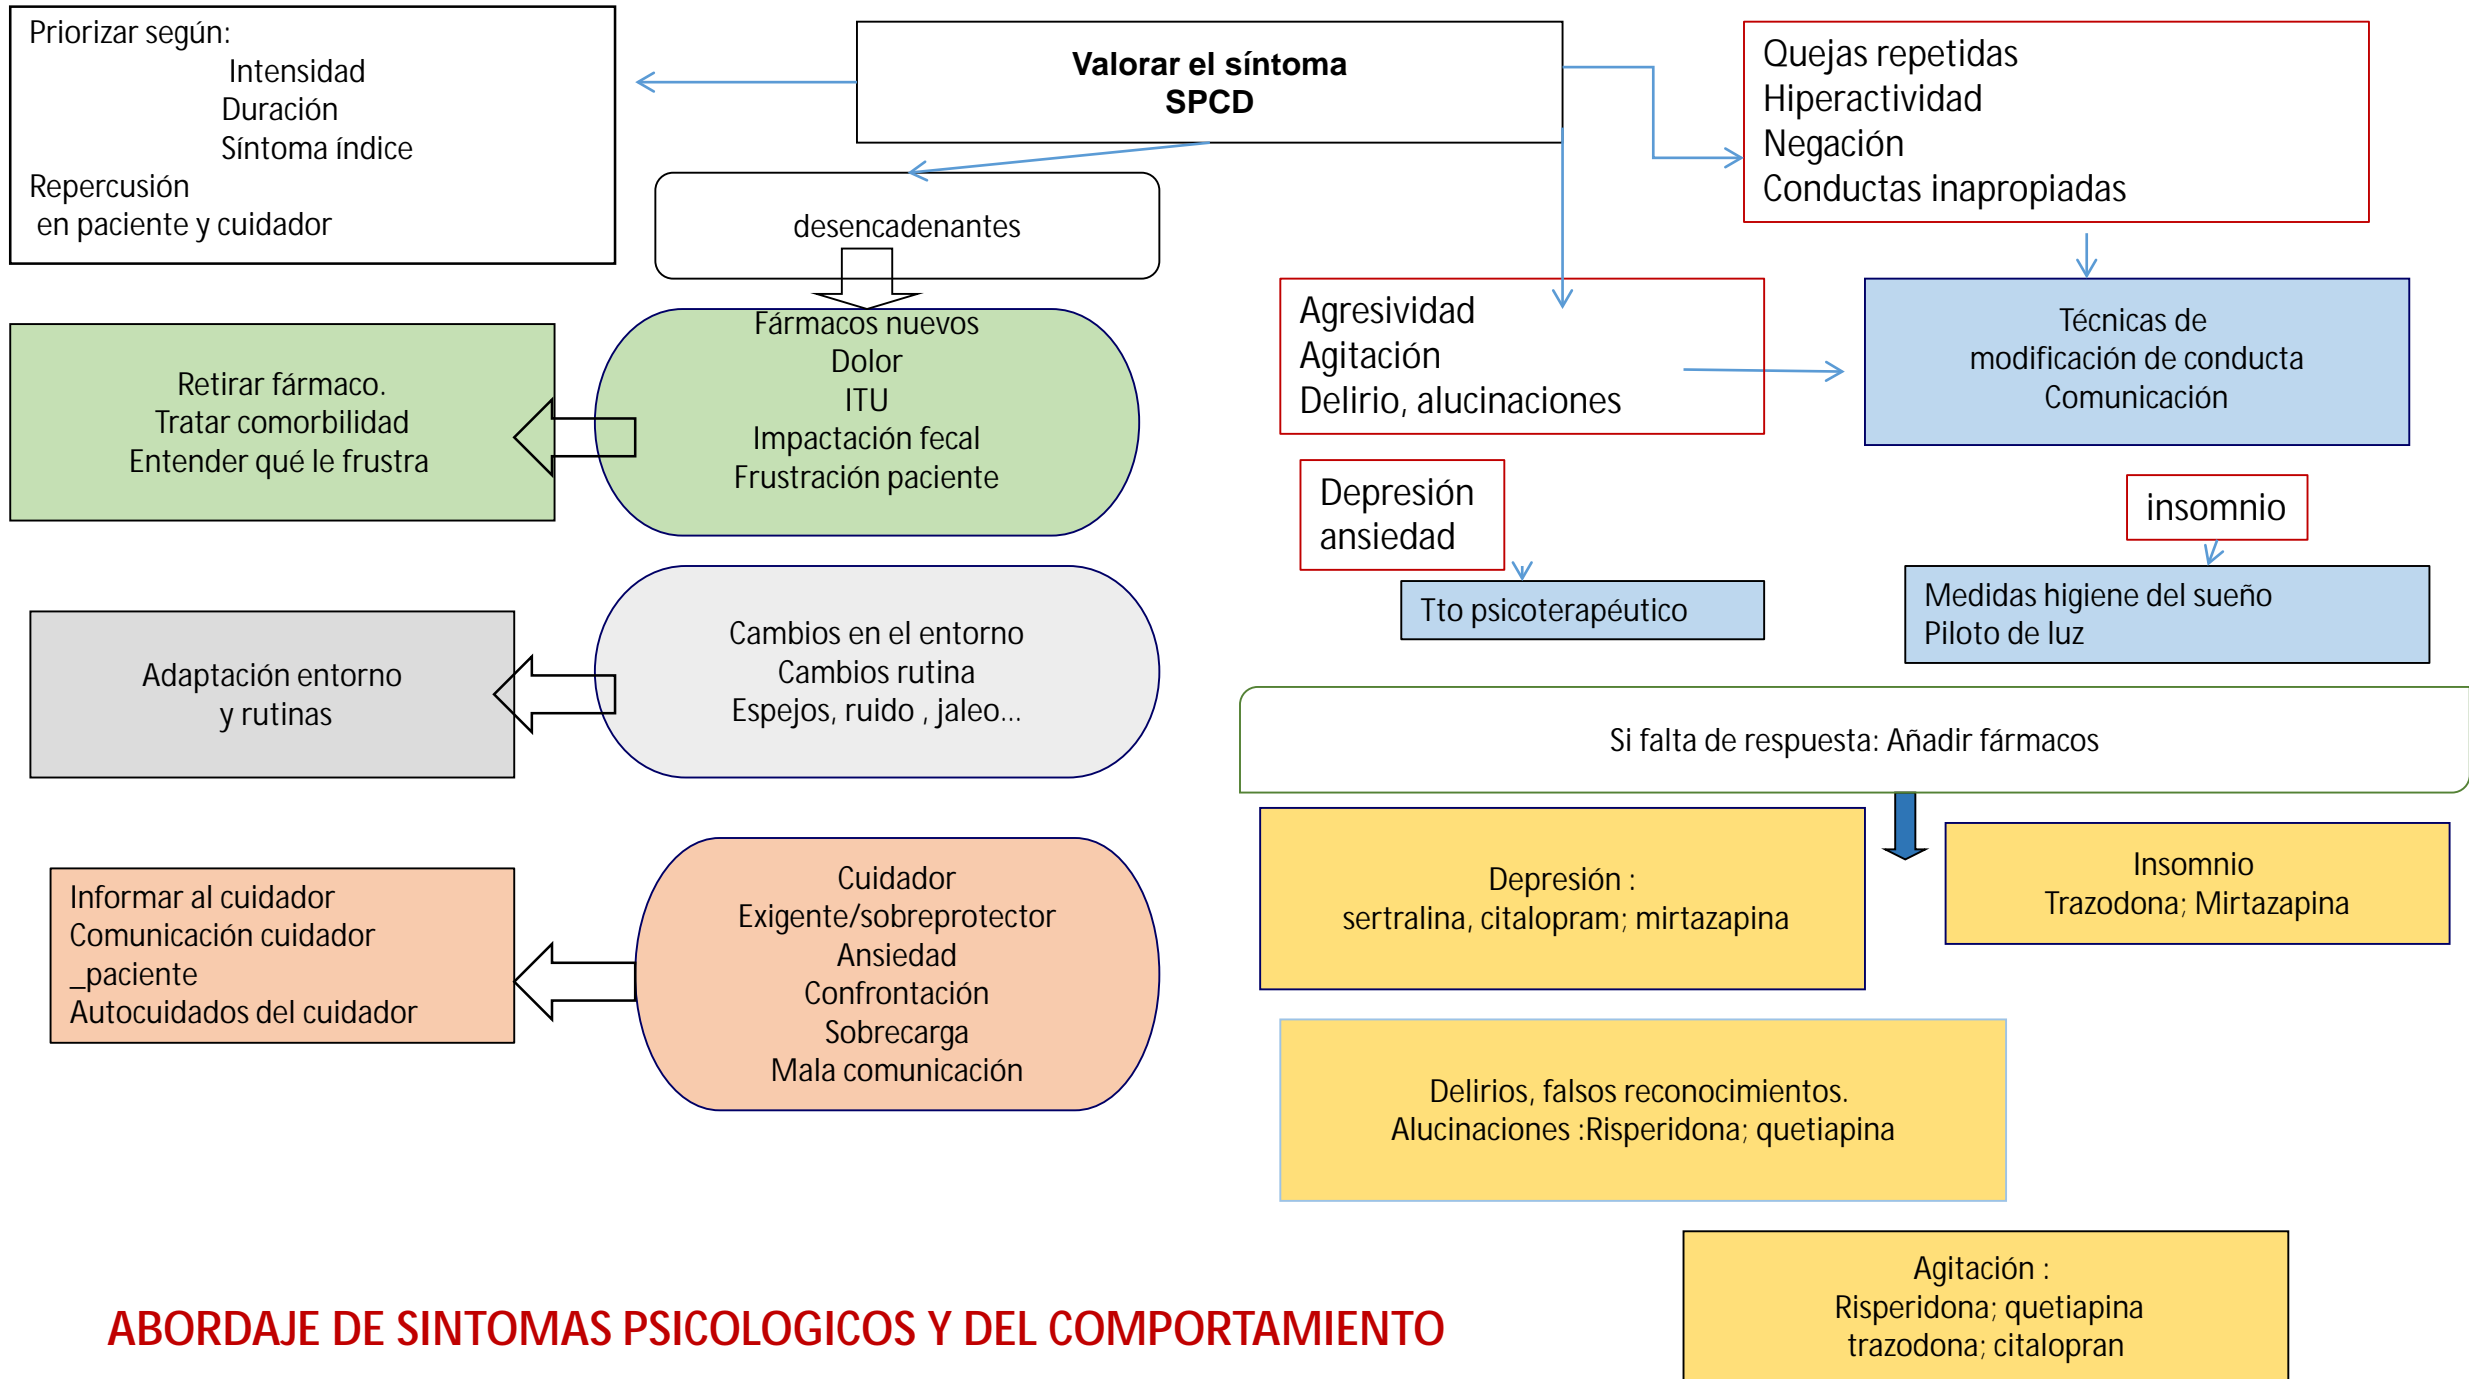 Priorizar según:
Intensidad
Duración
Síntoma índice
Repercusión
en paciente y cuidador
Valorar el síntoma
SPCD
Quejas repetidas
Hiperactividad
Negación
Conductas inapropiadas
desencadenantes
Fármacos nuevos
Dolor
ITU
Impactación fecal
Frustración paciente
Retirar fármaco.
Tratar comorbilidad
Entender qué le frustra
Agresividad
Agitación
Delirio, alucinaciones
Técnicas de
modificación de conducta
Comunicación
Depresión
ansiedad
insomnio
Tto psicoterapéutico
Medidas higiene del sueño
Piloto de luz
Cambios en el entorno
Cambios rutina
Espejos, ruido , jaleo...
Adaptación entorno
y rutinas
Si falta de respuesta: Añadir fármacos
Cuidador
Exigente/sobreprotector
Ansiedad
Confrontación
Sobrecarga
Mala comunicación
Informar al cuidador
Comunicación cuidador
_paciente
Autocuidados del cuidador
Depresión :
sertralina, citalopram; mirtazapina
Insomnio
Trazodona; Mirtazapina
Delirios, falsos reconocimientos.
Alucinaciones :Risperidona; quetiapina
Agitación :
Risperidona; quetiapina
trazodona; citalopran
ABORDAJE DE SINTOMAS PSICOLOGICOS Y DEL COMPORTAMIENTO